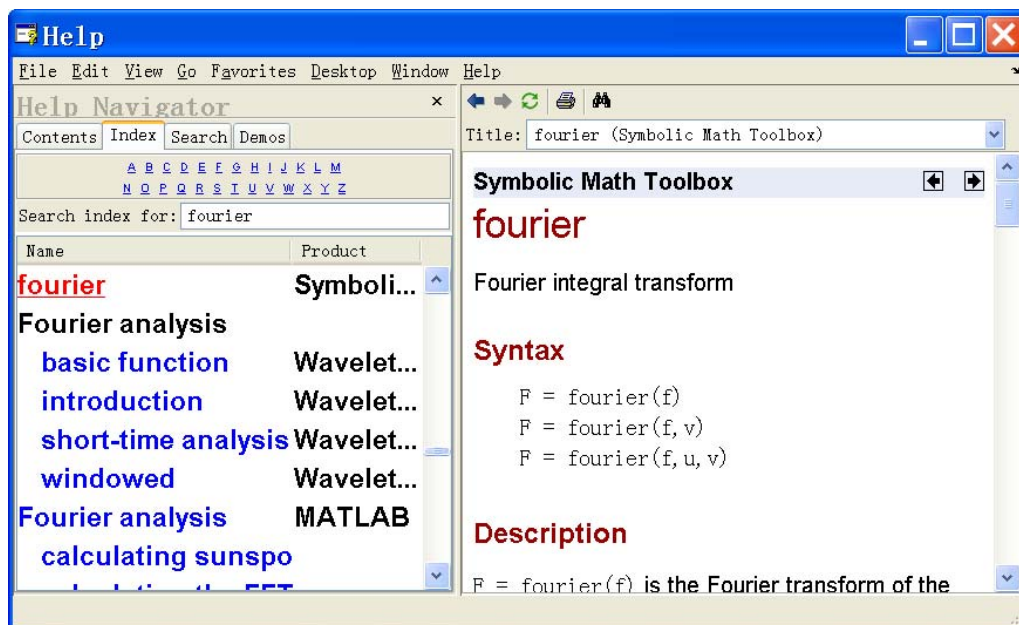 Help
File Edit View Go Favorites Desktop Window Help
Help Navigator
Contents Index Search Demos
A B C D E F G H I J K L M
N O P Q R S T U V W X Y Z
Search index for: fourier
Name Product
fourier Symboli...
Fourier analysis
basic function Wavelet...
introduction Wavelet...
short-time analysis Wavelet...
windowed Wavelet...
Fourier analysis MATLAB
calculating sunspo
Title: fourier (Symbolic Math Toolbox)
Symbolic Math Toolbox
fourier
Fourier integral transform
Syntax
F = fourier(f)
F = fourier(f,v)
F = fourier(f,u,v)
Description
F = fourier(f) is the Fourier transform of the